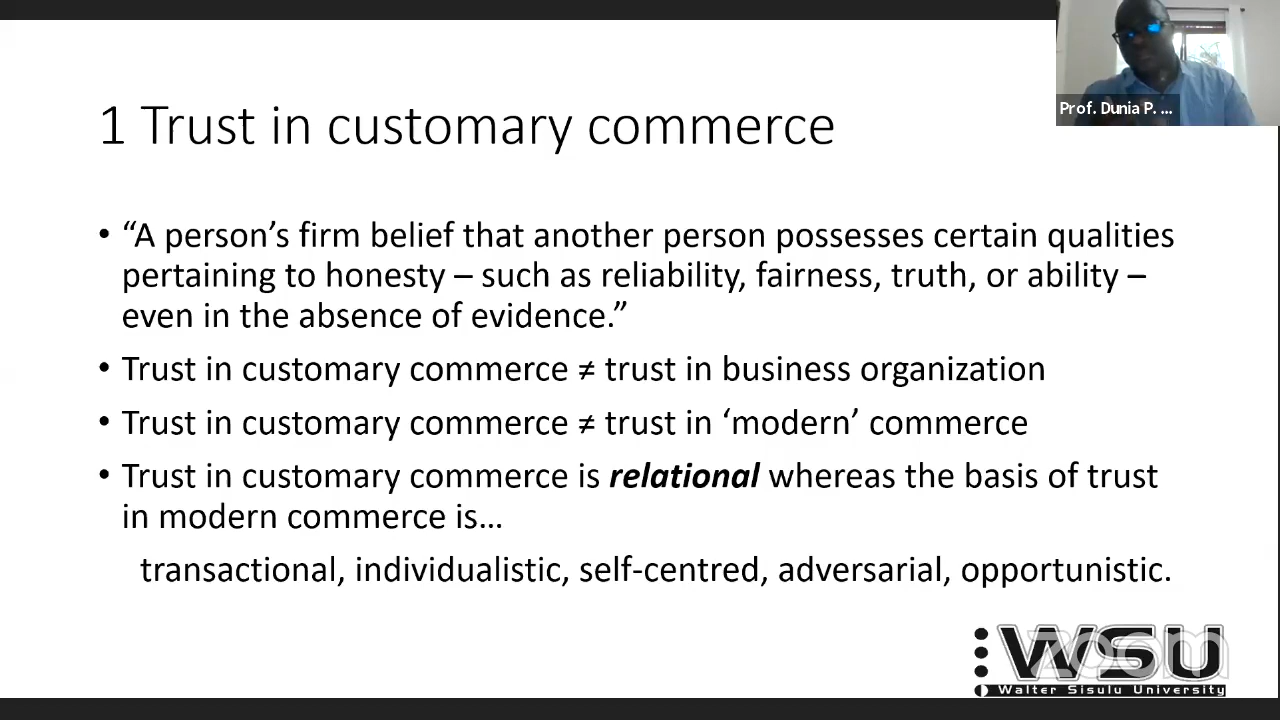 Prof. Dunia P. ...
1 Trust in customary commerce
• “A person’s firm belief that another person possesses certain qualities
pertaining to honesty – such as reliability, fairness, truth, or ability –
even in the absence of evidence.”
• Trust in customary commerce ≠ trust in business organization
• Trust in customary commerce ≠ trust in ‘modern’ commerce
• Trust in customary commerce is relational whereas the basis of trust
in modern commerce is…
transactional, individualistic, self-centred, adversarial, opportunistic.
WSU
zoom
Walter Sisulu University